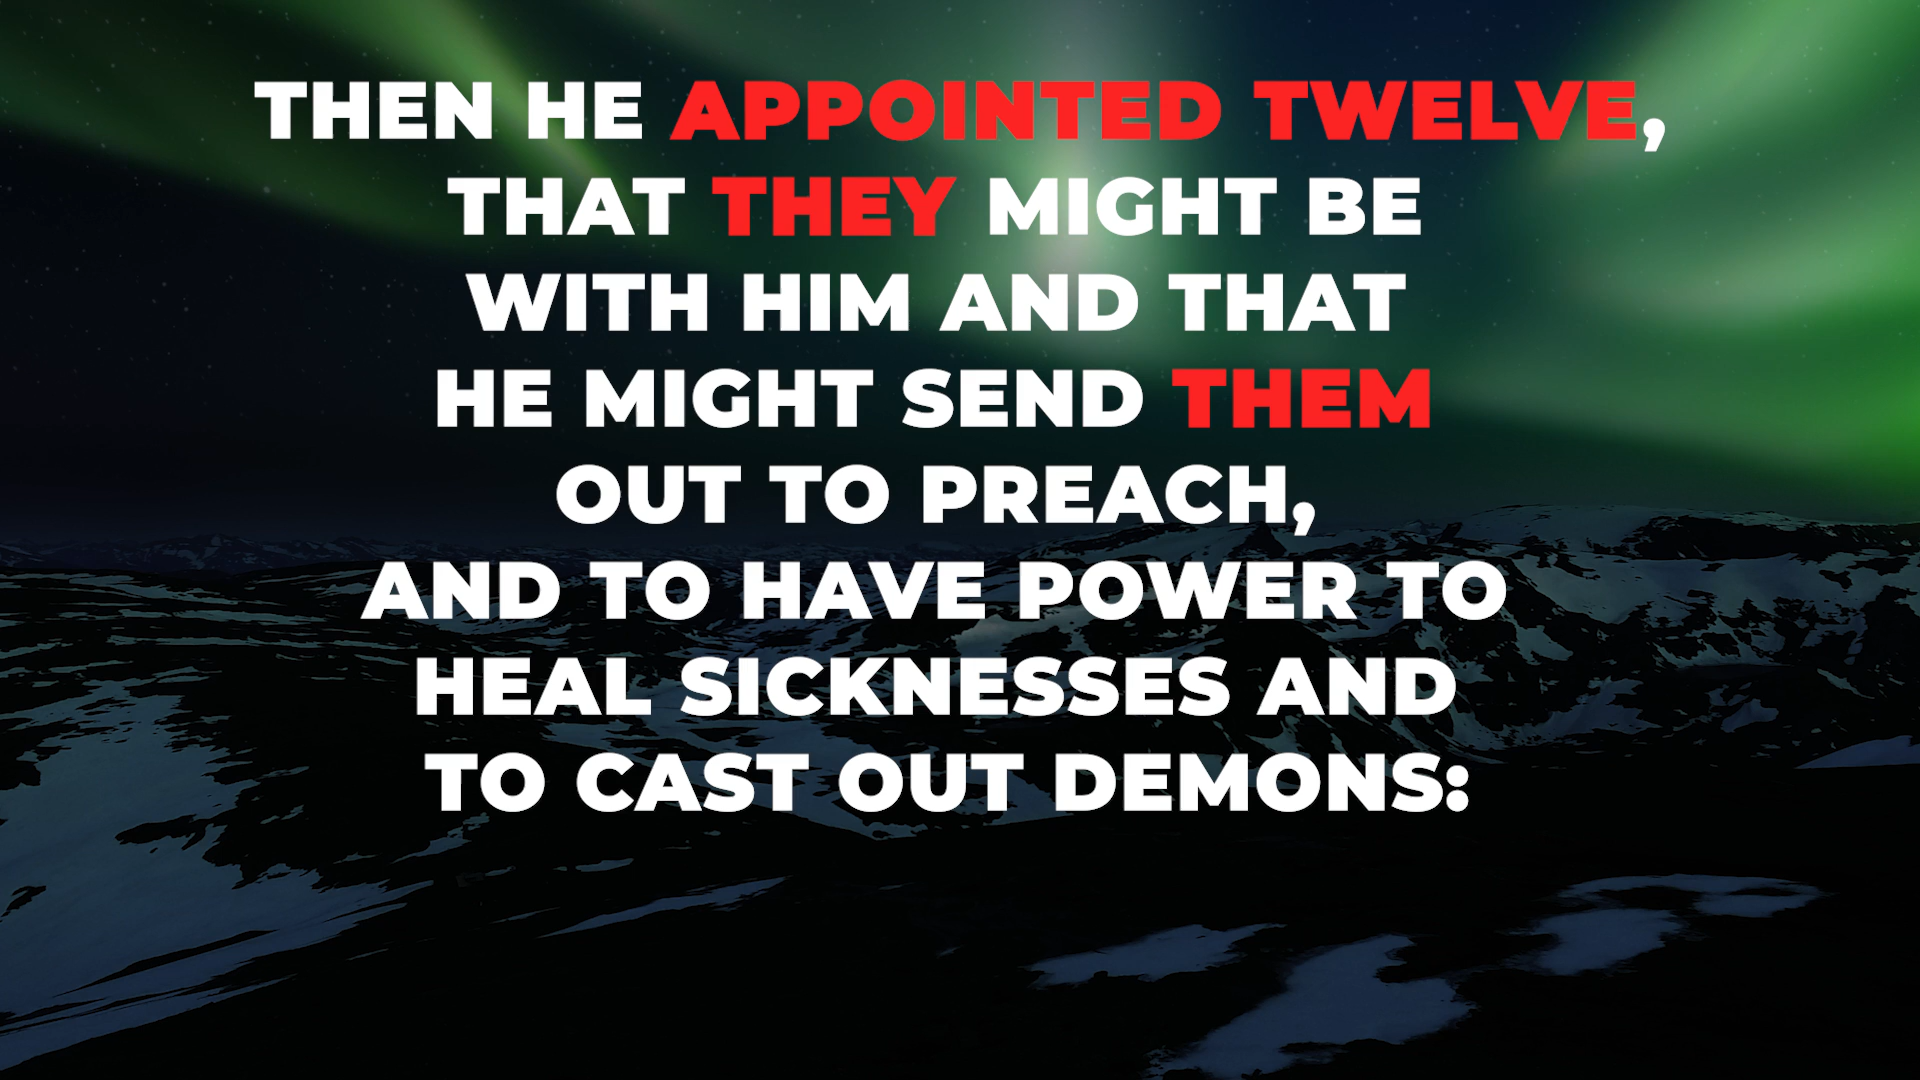 THEN HE APPOINTED TWELVE,
THAT THEY MIGHT BE
WITH HIM AND THAT
HE MIGHT SEND THEM
OUT TO PREACH,
AND TO HAVE POWER TO
HEAL SICKNESSES AND
TO CAST OUT DEMONS: